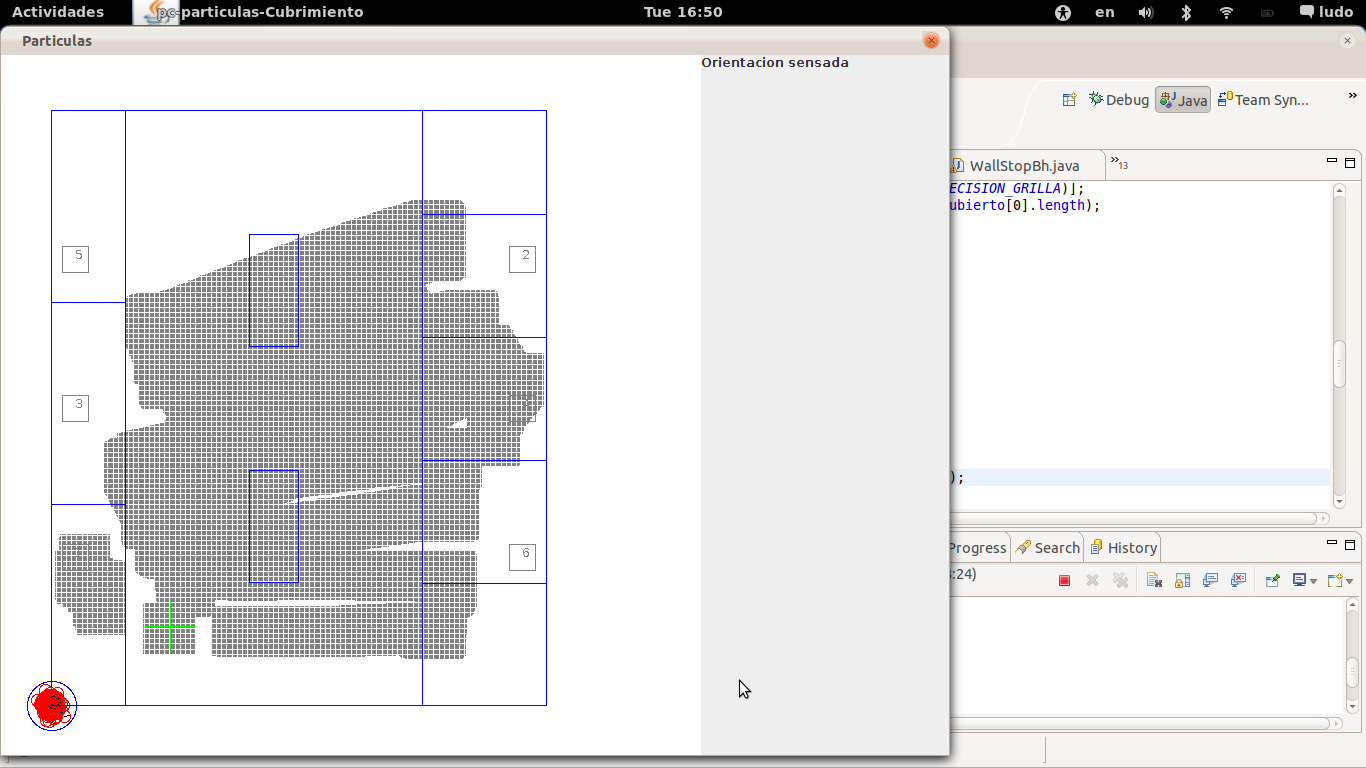 Actividades
pc-particulas-Cubrimiento
Tue 16:50
en
ludo
Particulas
Orientacion sensada
Debug
Java
Team Syn...
»
WallStopBh.java
»13
ECISION_GRILLA)];
ubierto[0].length);
);
5
2
3
6
Progress
Search
History
:24)